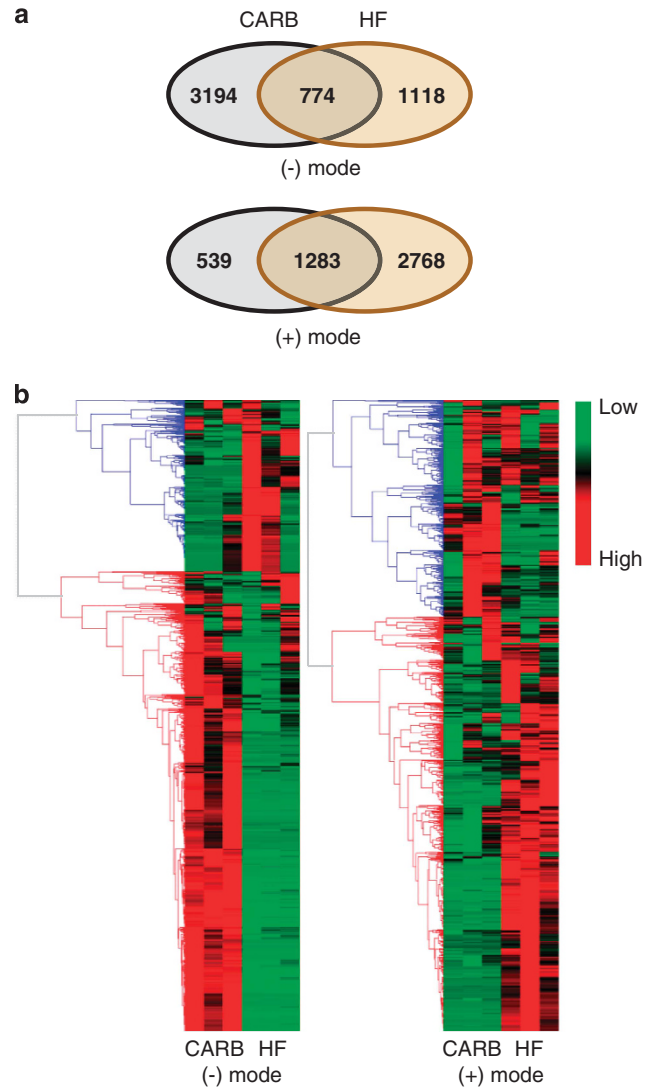 a
CARB HF
3194 774 1118
(-) mode
539 1283 2768
(+) mode
b
Low
High
CARB HF CARB HF
(-) mode (+) mode